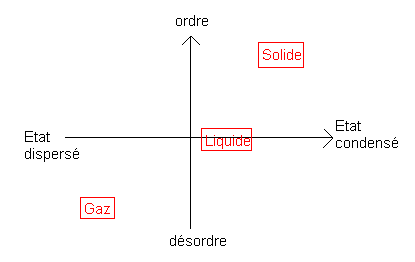 ordre
Solide
Etat
condensé
Liquide
Etat
dispersé
Gaz
désordre